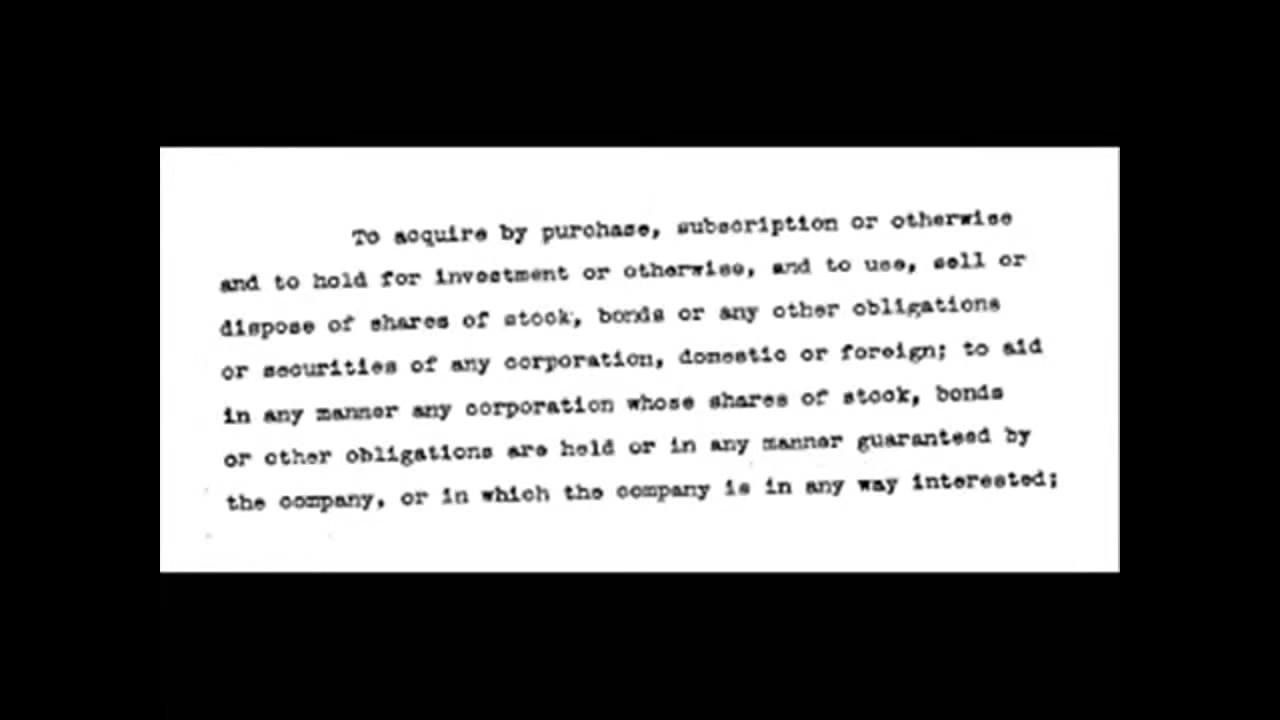 To acquire by purchase, subscription or otherwise
and to hold for investment or otherwise, and to use, sell or
dispose of shares of stock, bonds or any other obligations
or securities of any corporation, domestic or foreign; to aid
in any manner any corporation whose shares of stock, bonds
or other obligations are held or in any manner guaranteed by
the company, or in which the company is in any way interested;